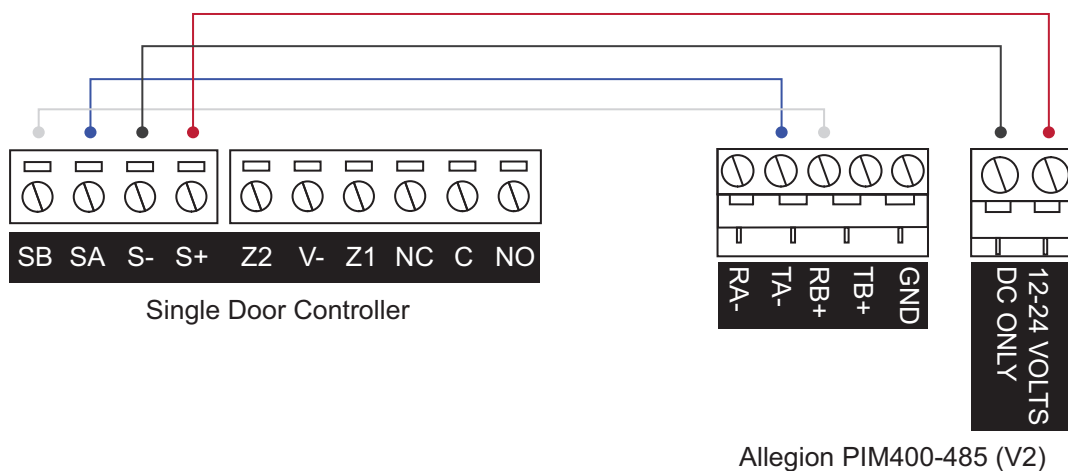 SB SA S- S+ Z2 V- Z1 NC C NO
Single Door Controller
RA-
TA-
RB+
TB+
GND
12-24 VOLTS
DC ONLY
Allegion PIM400-485 (V2)